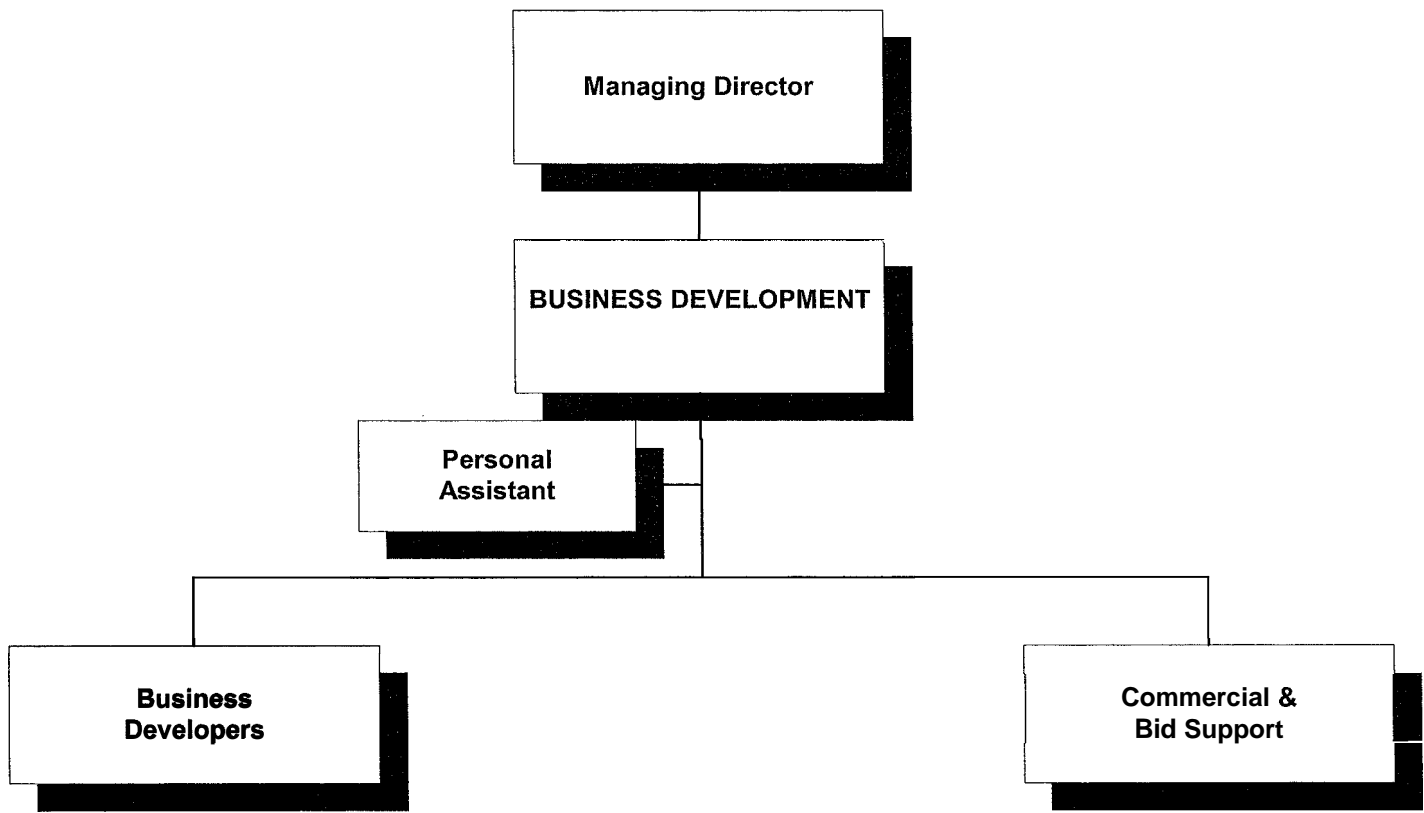 Managing Director
BUSINESS DEVELOPMENT
Personal
Assistant
Business
Developers
Commercial &
Bid Support